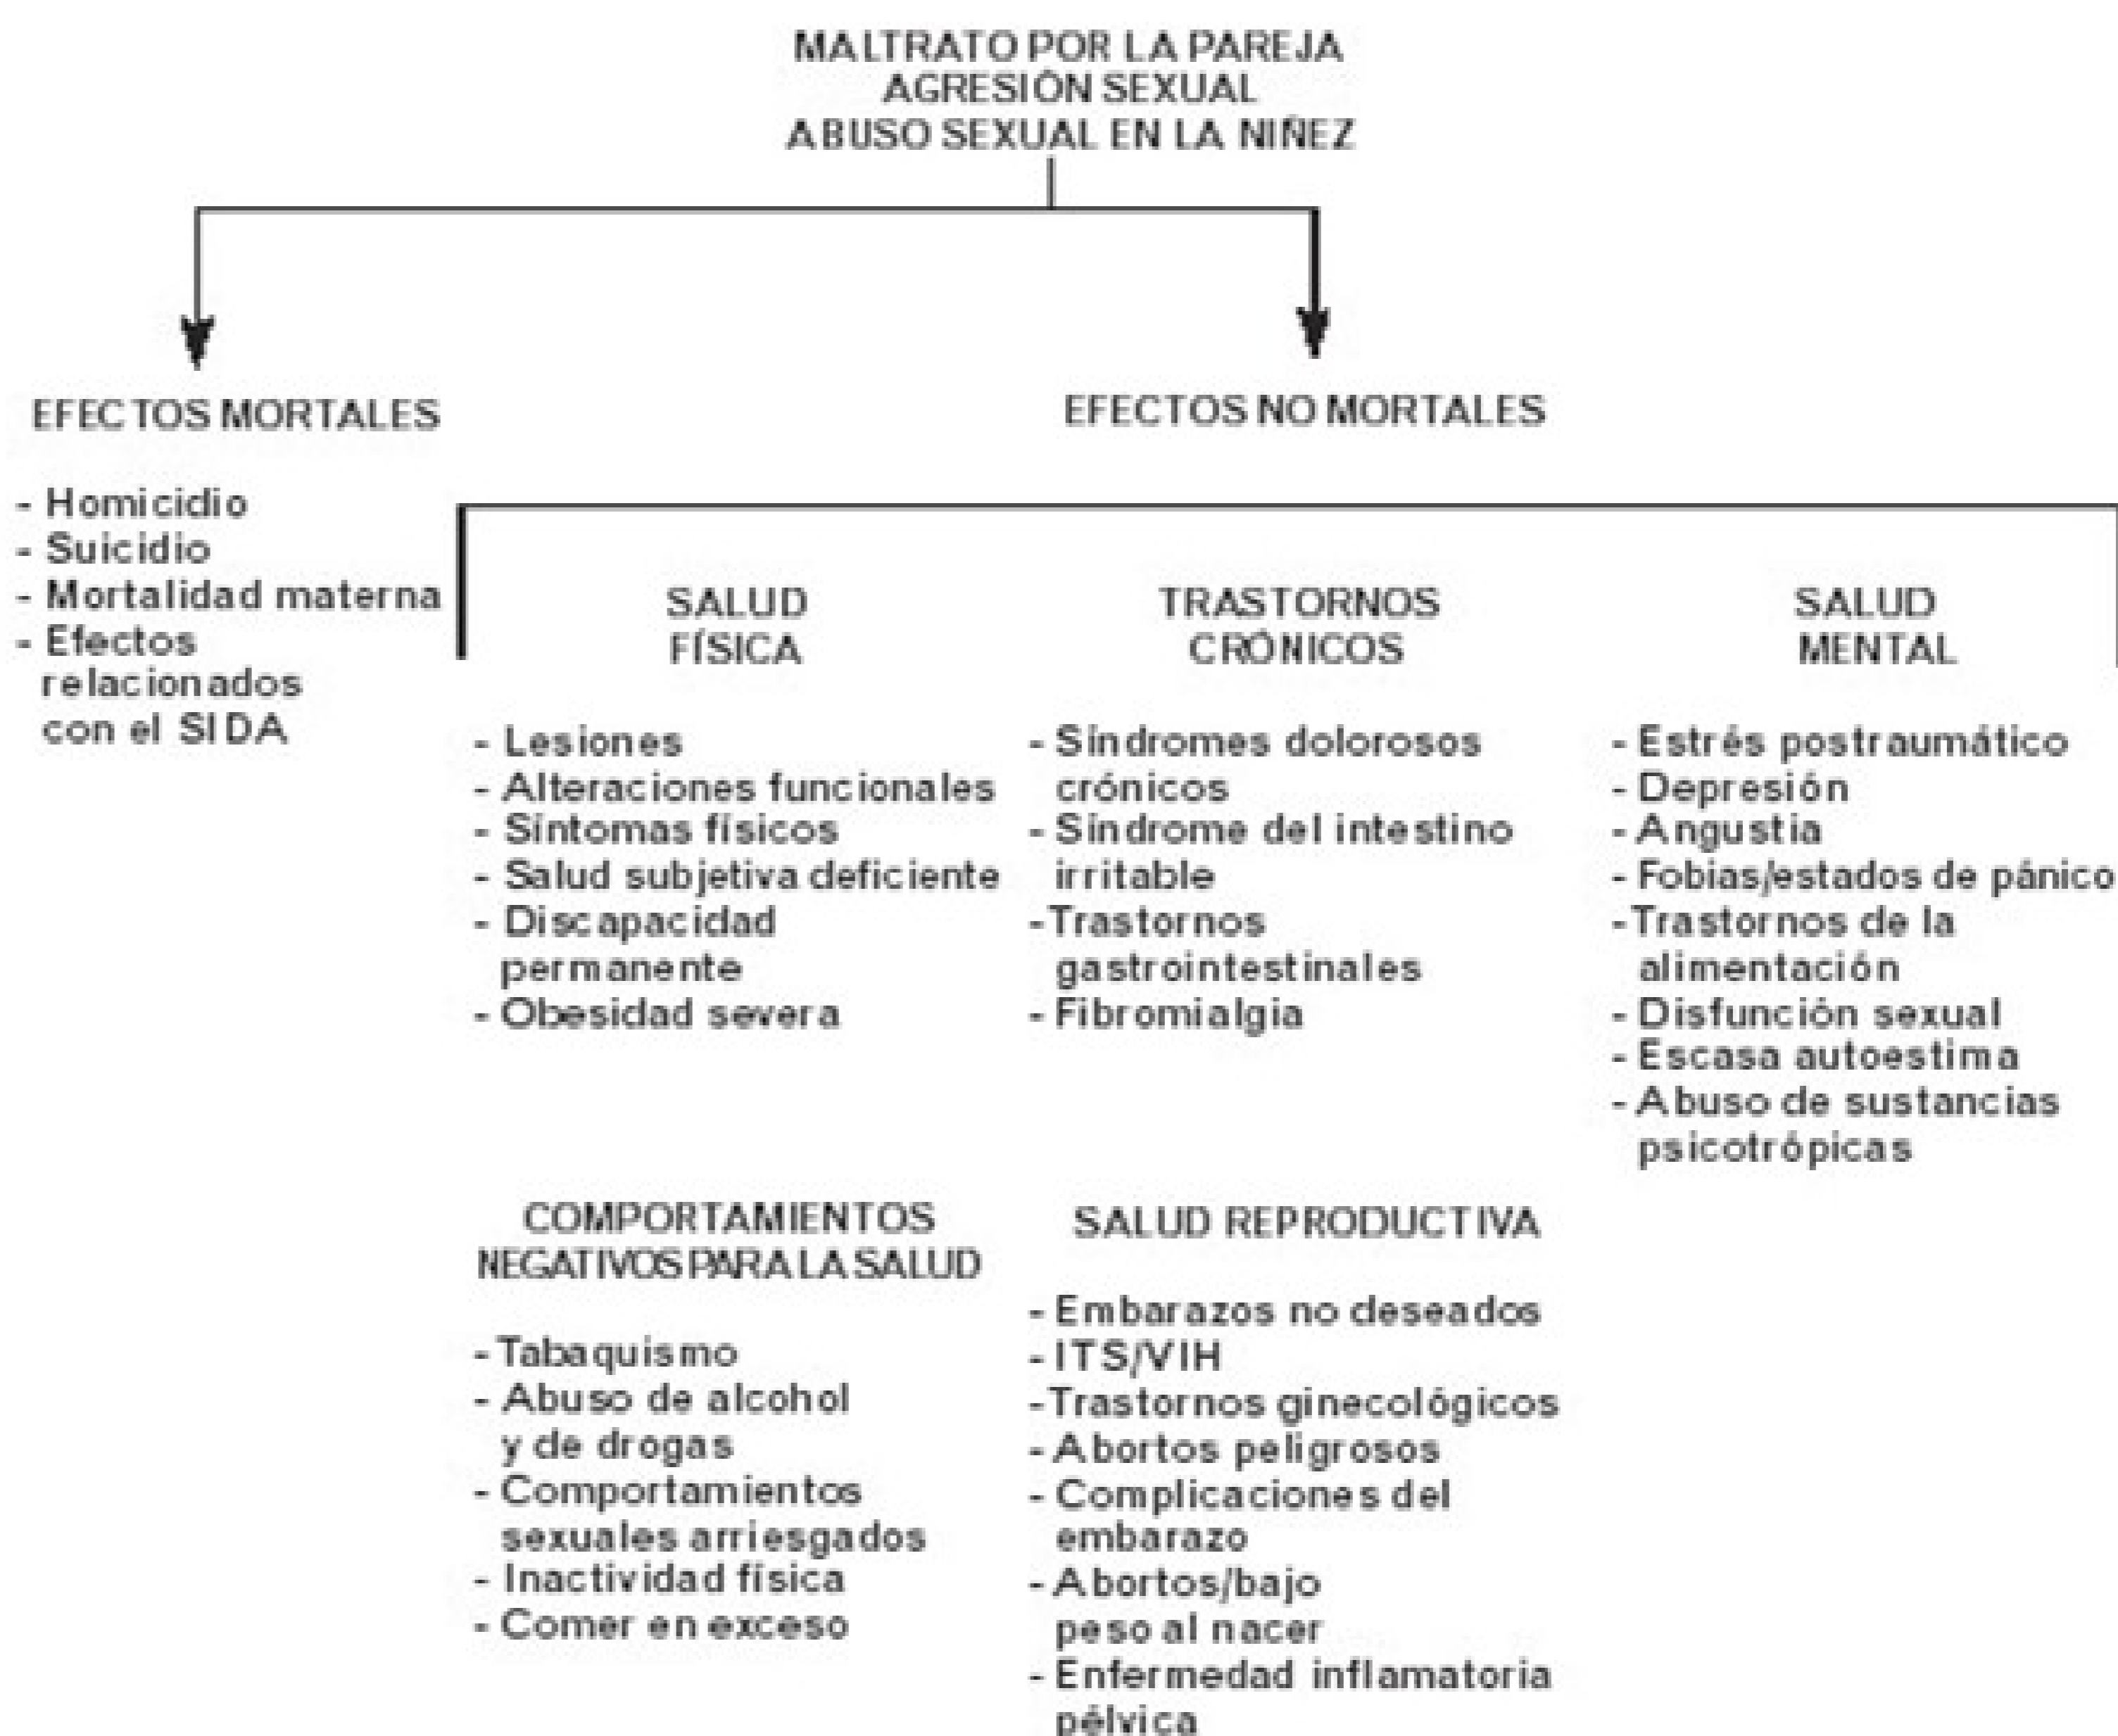 MALTRATO POR LA PAREJA
AGRESIÓN SEXUAL
ABUSO SEXUAL EN LA NIÑEZ
EFECTOS MORTALES
- Homicidio
- Suicidio
- Mortalidad materna
- Efectos
relacionados
con el SIDA
EFECTOS NO MORTALES
SALUD
FÍSICA
- Lesiones
- Alteraciones funcionales
- Síntomas físicos
- Salud subjetiva deficiente
- Discapacidad
permanente
- Obesidad severa
TRASTORNOS
CRÓNICOS
- Síndromes dolorosos
crónicos
- Síndrome del intestino
irritable
- Trastornos
gastrointestinales
- Fibromialgia
SALUD
MENTAL
- Estrés postraumático
- Depresión
- Angustia
- Fobias/estados de pánico
- Trastornos de la
alimentación
- Disfunción sexual
- Escasa autoestima
- Abuso de sustancias
psicotrópicas
COMPORTAMIENTOS
NEGATIVOS PARA LA SALUD
- Tabaquismo
- Abuso de alcohol
y de drogas
- Comportamientos
sexuales arriesgados
- Inactividad física
- Comer en exceso
SALUD REPRODUCTIVA
- Embarazos no deseados
- ITS/VIH
- Trastornos ginecológicos
- Abortos peligrosos
- Complicaciones del
embarazo
- Abortos/bajo
peso al nacer
- Enfermedad inflamatoria
pélvica